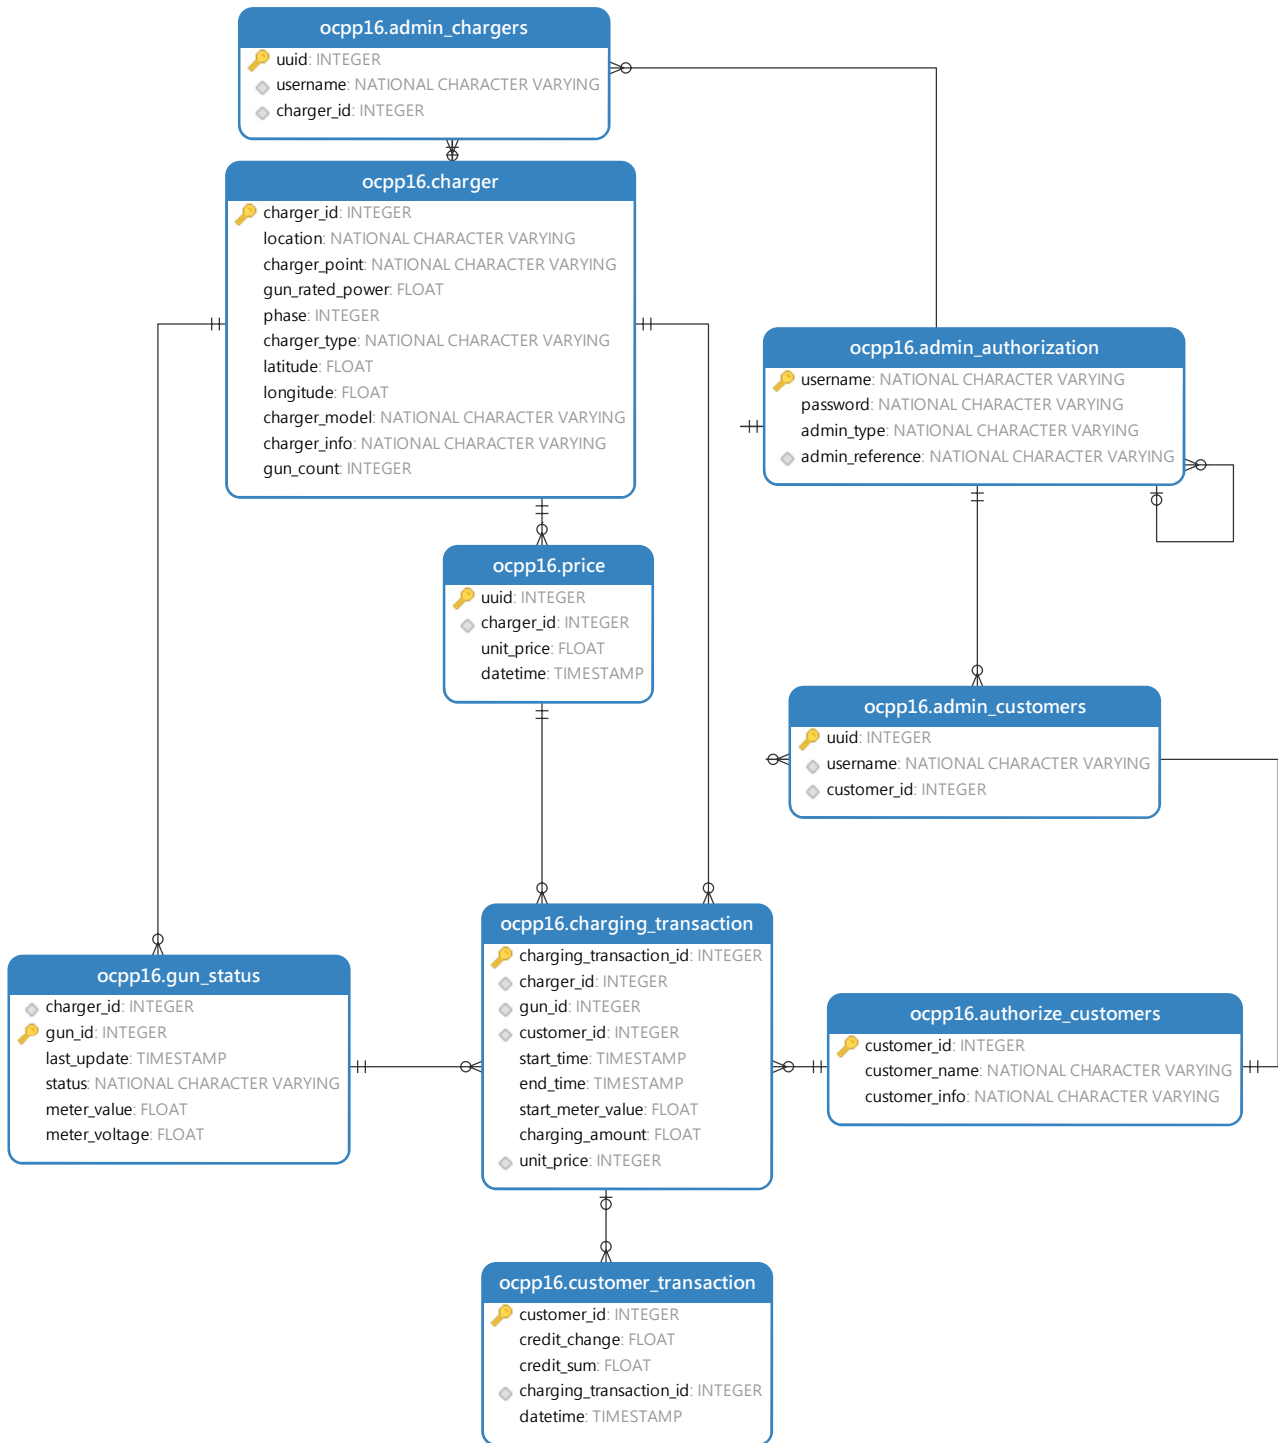 ocpp16.admin_chargers
uuid: INTEGER
username: NATIONAL CHARACTER VARYING
charger_id: INTEGER
ocpp16.charger
charger_id: INTEGER
location: NATIONAL CHARACTER VARYING
charger_point: NATIONAL CHARACTER VARYING
gun_rated_power: FLOAT
phase: INTEGER
charger_type: NATIONAL CHARACTER VARYING
latitude: FLOAT
longitude: FLOAT
charger_model: NATIONAL CHARACTER VARYING
charger_info: NATIONAL CHARACTER VARYING
gun_count: INTEGER
ocpp16.admin_authorization
username: NATIONAL CHARACTER VARYING
password: NATIONAL CHARACTER VARYING
admin_type: NATIONAL CHARACTER VARYING
admin_reference: NATIONAL CHARACTER VARYING
ocpp16.price
uuid: INTEGER
charger_id: INTEGER
unit_price: FLOAT
datetime: TIMESTAMP
ocpp16.admin_customers
uuid: INTEGER
username: NATIONAL CHARACTER VARYING
customer_id: INTEGER
ocpp16.gun_status
charger_id: INTEGER
gun_id: INTEGER
last_update: TIMESTAMP
status: NATIONAL CHARACTER VARYING
meter_value: FLOAT
meter_voltage: FLOAT
ocpp16.charging_transaction
charging_transaction_id: INTEGER
charger_id: INTEGER
gun_id: INTEGER
customer_id: INTEGER
start_time: TIMESTAMP
end_time: TIMESTAMP
start_meter_value: FLOAT
charging_amount: FLOAT
unit_price: INTEGER
ocpp16.authorize_customers
customer_id: INTEGER
customer_name: NATIONAL CHARACTER VARYING
customer_info: NATIONAL CHARACTER VARYING
ocpp16.customer_transaction
customer_id: INTEGER
credit_change: FLOAT
credit_sum: FLOAT
charging_transaction_id: INTEGER
datetime: TIMESTAMP